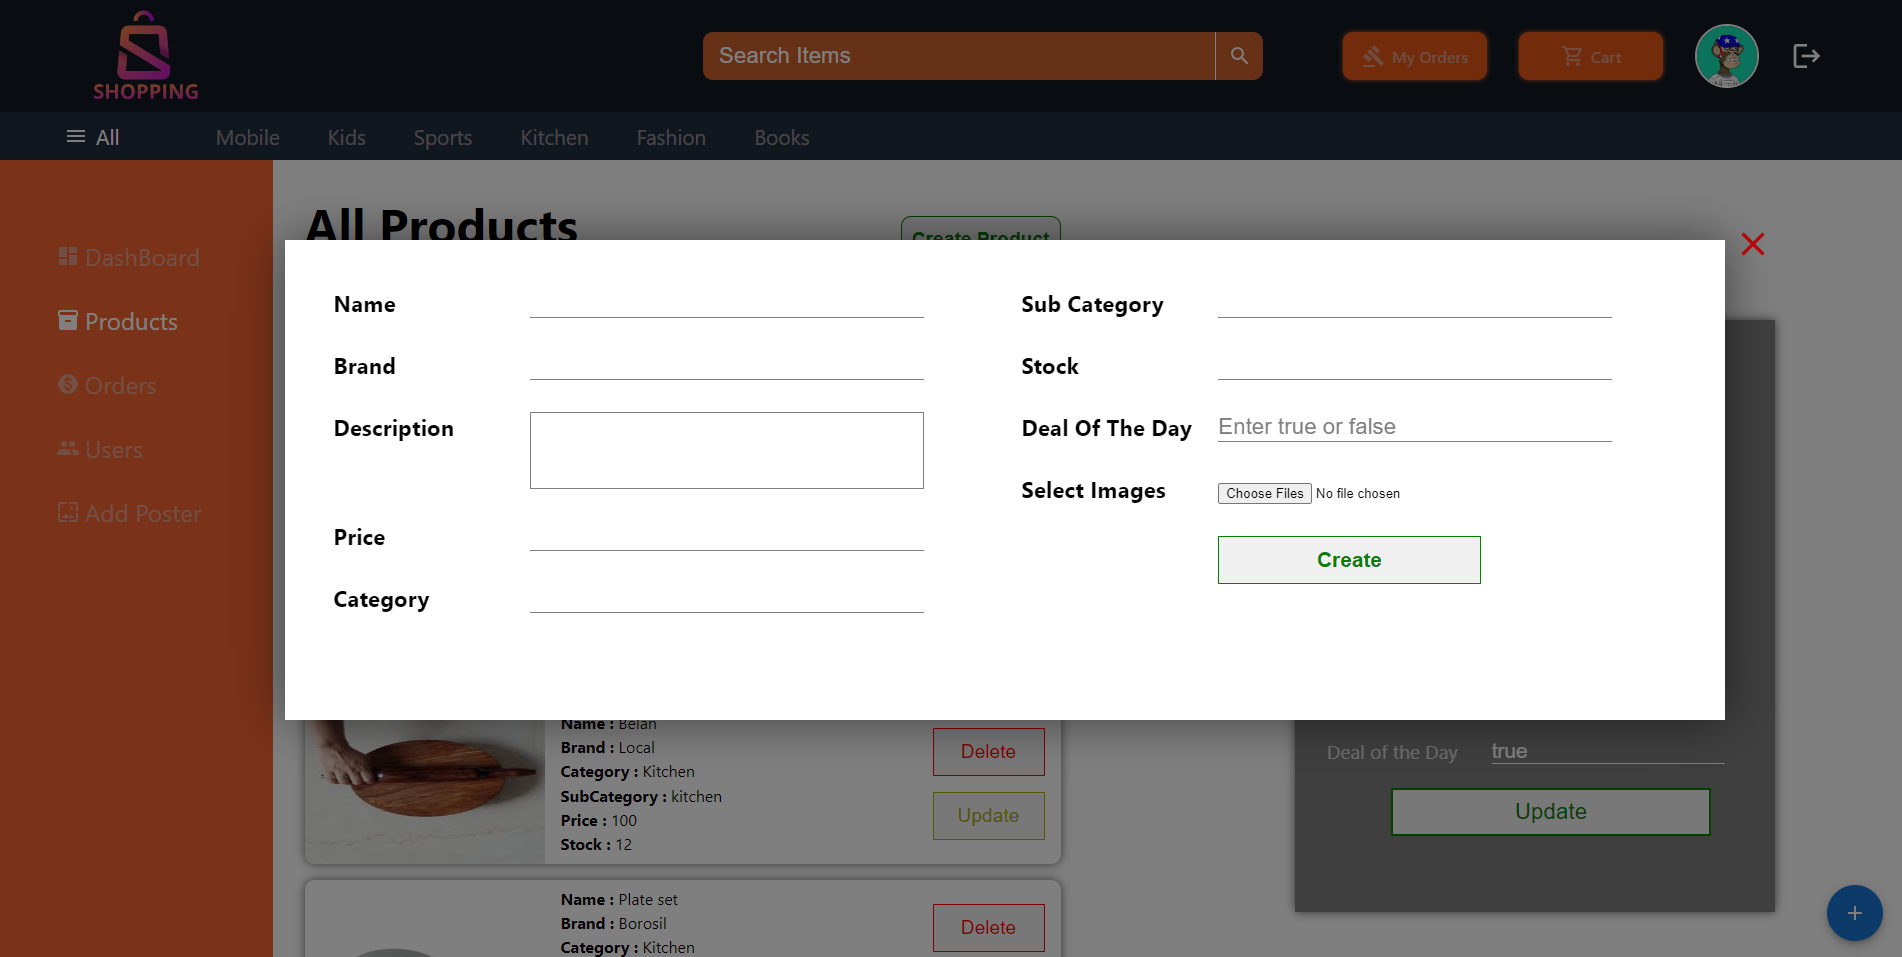 SHOPPING
Search Items
My Orders
Cart
All
Mobile
Kids
Sports
Kitchen
Fashion
Books
DashBoard
Products
Orders
Users
Add Poster
All Products
Create Product
Name
Brand
Description
Price
Category
Sub Category
Stock
Deal Of The Day
Enter true or false
Select Images
Choose Files No file chosen
Create
Name : Belan
Brand : Local
Category : Kitchen
SubCategory : kitchen
Price : 100
Stock : 12
Delete
Update
Name : Plate set
Brand : Borosil
Category : Kitchen
Delete
Deal of the Day
true
Update